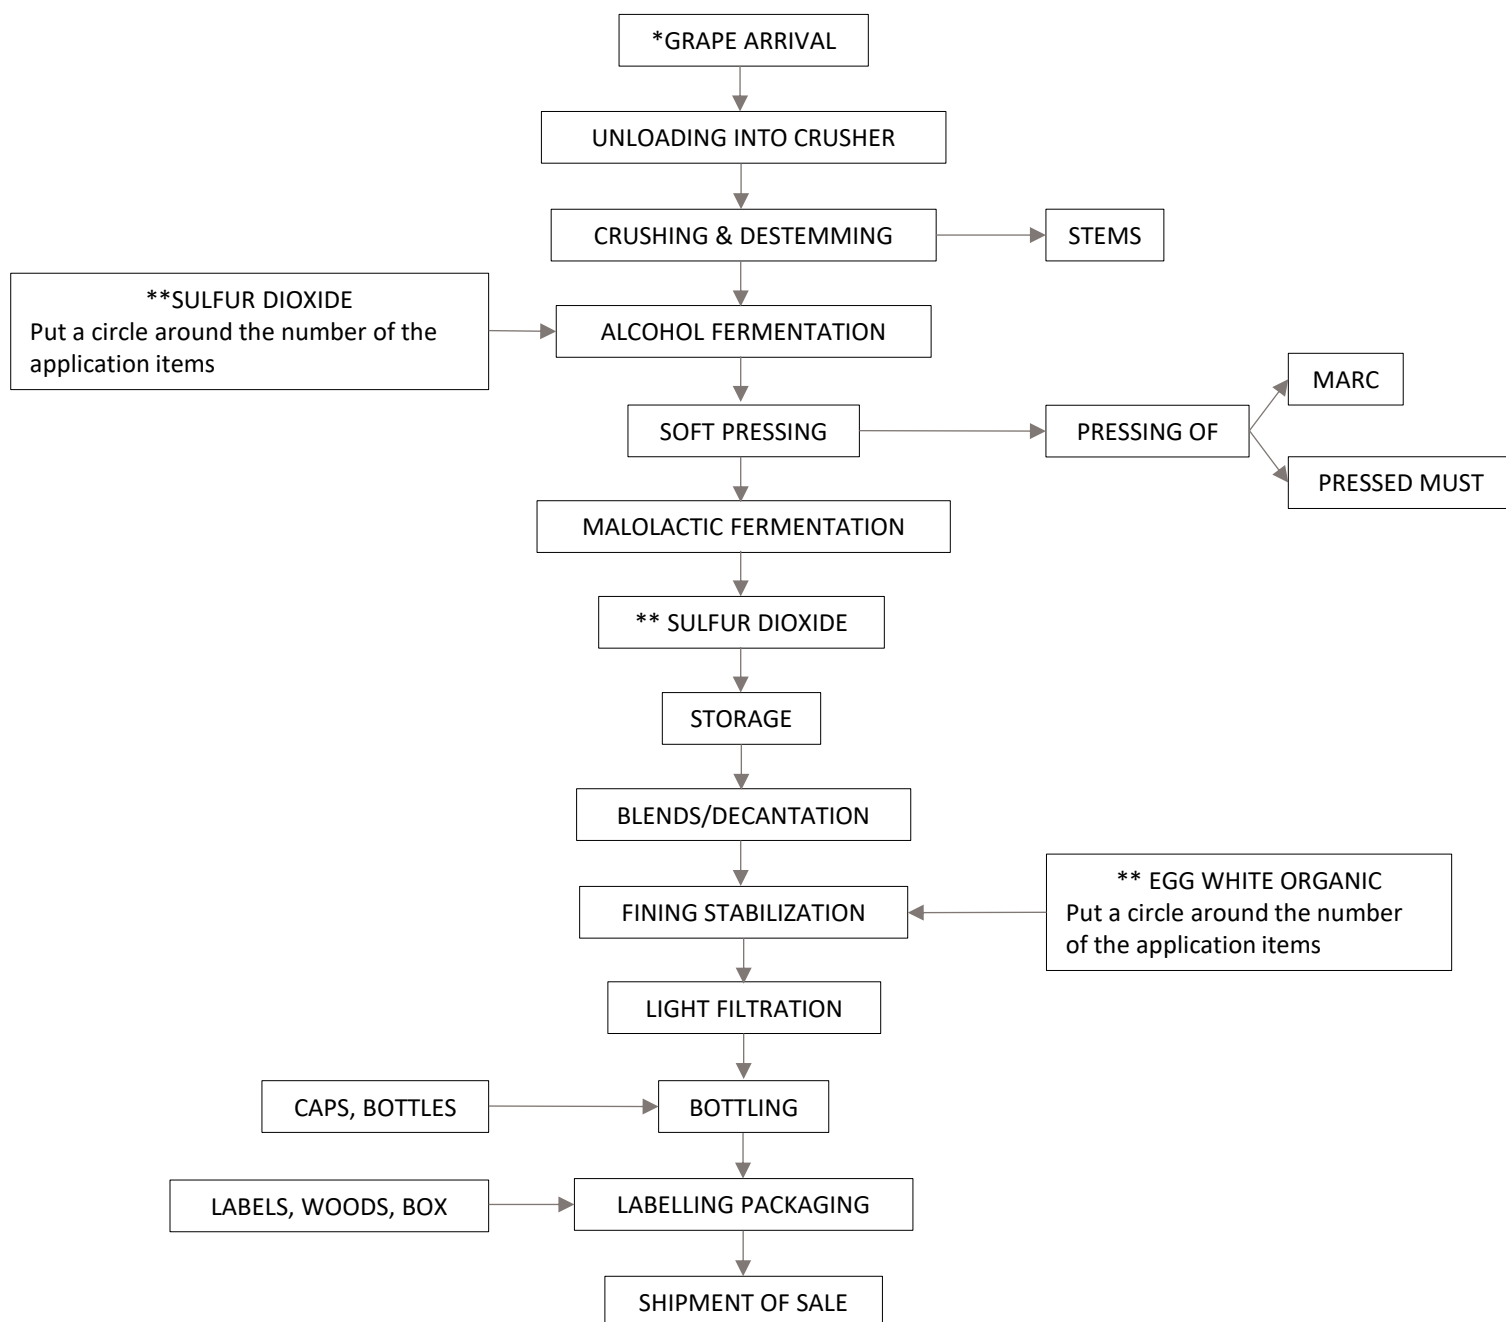 *GRAPE ARRIVAL
UNLOADING INTO CRUSHER
CRUSHING & DESTEMMING
STEMS
**SULFUR DIOXIDE
Put a circle around the number of the
application items
ALCOHOL FERMENTATION
MARC
SOFT PRESSING
PRESSING OF
PRESSED MUST
MALOLACTIC FERMENTATION
** SULFUR DIOXIDE
STORAGE
BLENDS/DECANTATION
** EGG WHITE ORGANIC
Put a circle around the number
of the application items
FINING STABILIZATION
LIGHT FILTRATION
CAPS, BOTTLES
BOTTLING
LABELS, WOODS, BOX
LABELLING PACKAGING
SHIPMENT OF SALE